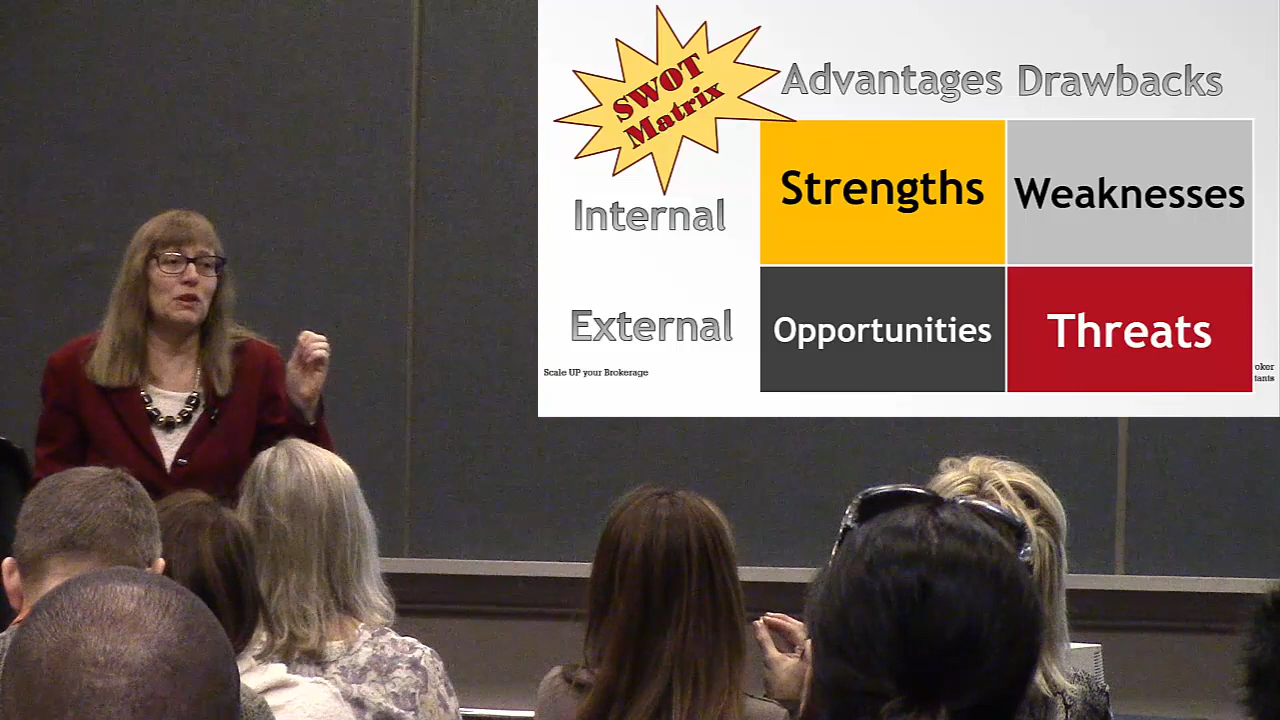 SWOT
Matrix
Advantages Drawbacks
Internal
Strengths
Weaknesses
External
Opportunities
Threats
Scale UP your Brokerage